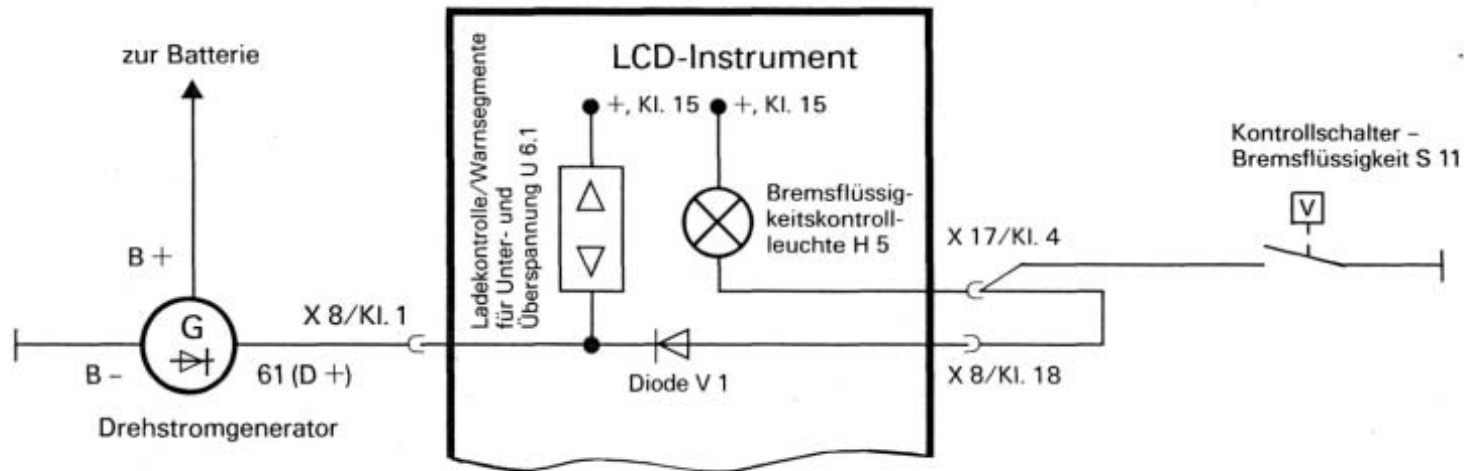 zur Batterie
B +
G
B –
61 (D +)
X 8/Kl. 1
Drehstromgenerator
Ladekontrolle/Warnsegmente
für Unter- und
Überspannung U 6.1
LCD-Instrument
+, Kl. 15
+, Kl. 15
Bremsflüssig-
keitskontroll-
leuchte H 5
Diode V 1
X 17/Kl. 4
X 8/Kl. 18
Kontrollschalter –
Bremsflüssigkeit S 11
V